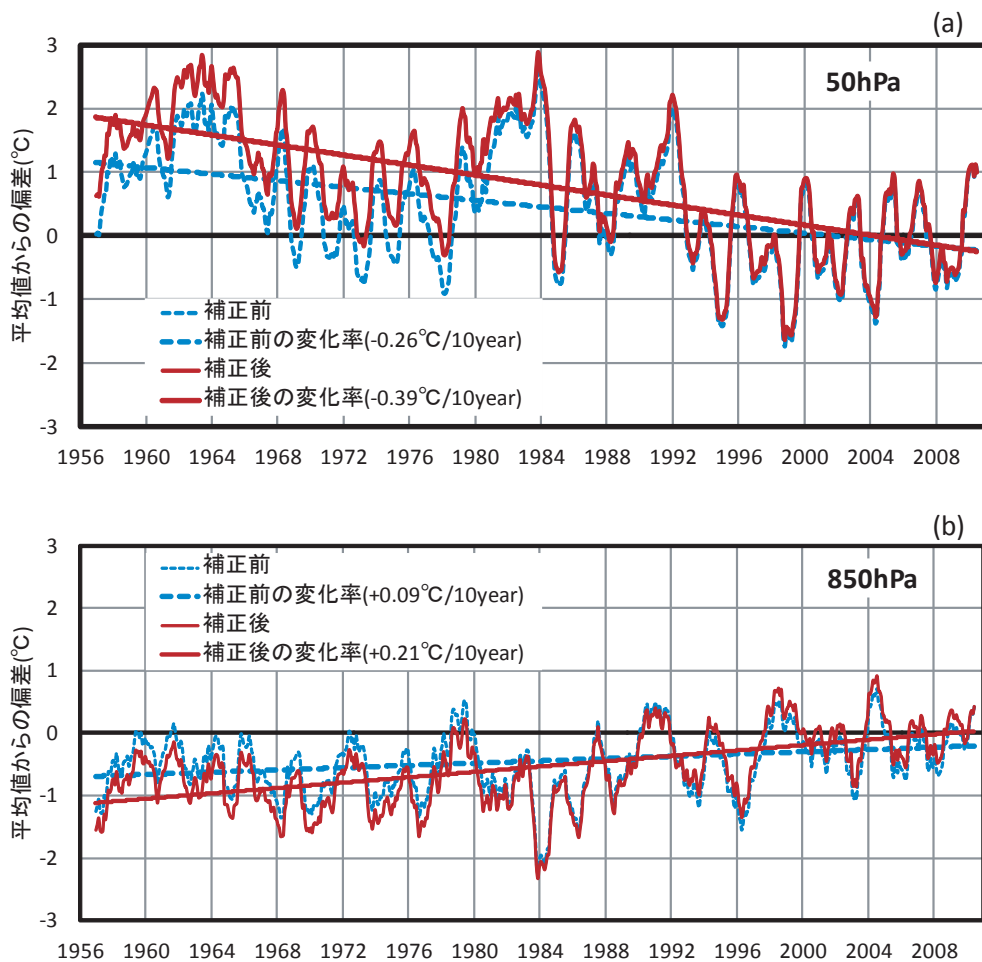 (a)
50hPa
平均値からの偏差(℃)
3
2
1
0
-1
-2
-3
補正前
補正前の変化率(-0.26℃/10year)
補正後
補正後の変化率(-0.39℃/10year)
1956 1960 1964 1968 1972 1976 1980 1984 1988 1992 1996 2000 2004 2008
(b)
850hPa
平均値からの偏差(℃)
3
2
1
0
-1
-2
-3
補正前
補正前の変化率(+0.09℃/10year)
補正後
補正後の変化率(+0.21℃/10year)
1956 1960 1964 1968 1972 1976 1980 1984 1988 1992 1996 2000 2004 2008